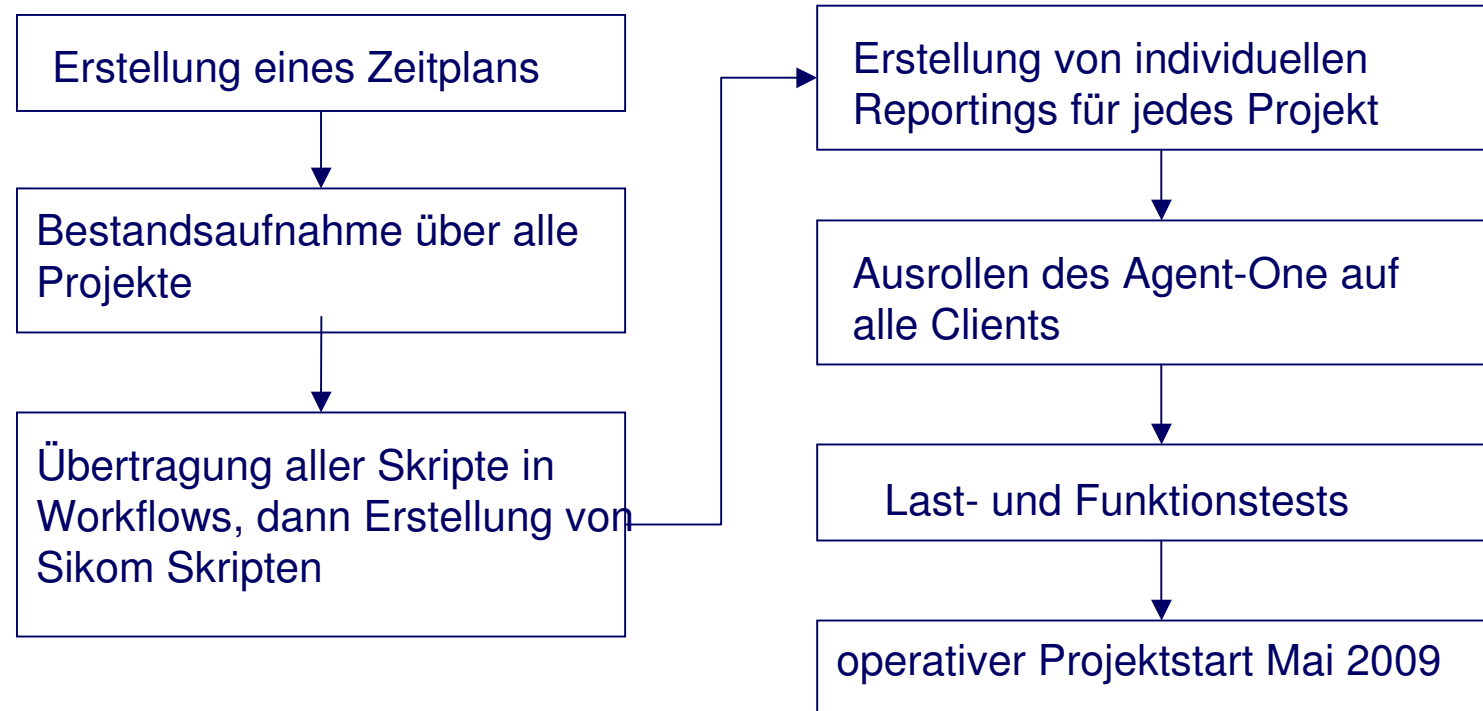 Erstellung eines Zeitplans
Bestandsaufnahme über alle
Projekte
Übertragung aller Skripte in
Workflows, dann Erstellung von
Sikom Skripten
Erstellung von individuellen
Reportings für jedes Projekt
Ausrollen des Agent-One auf
alle Clients
Last- und Funktionstests
operativer Projektstart Mai 2009